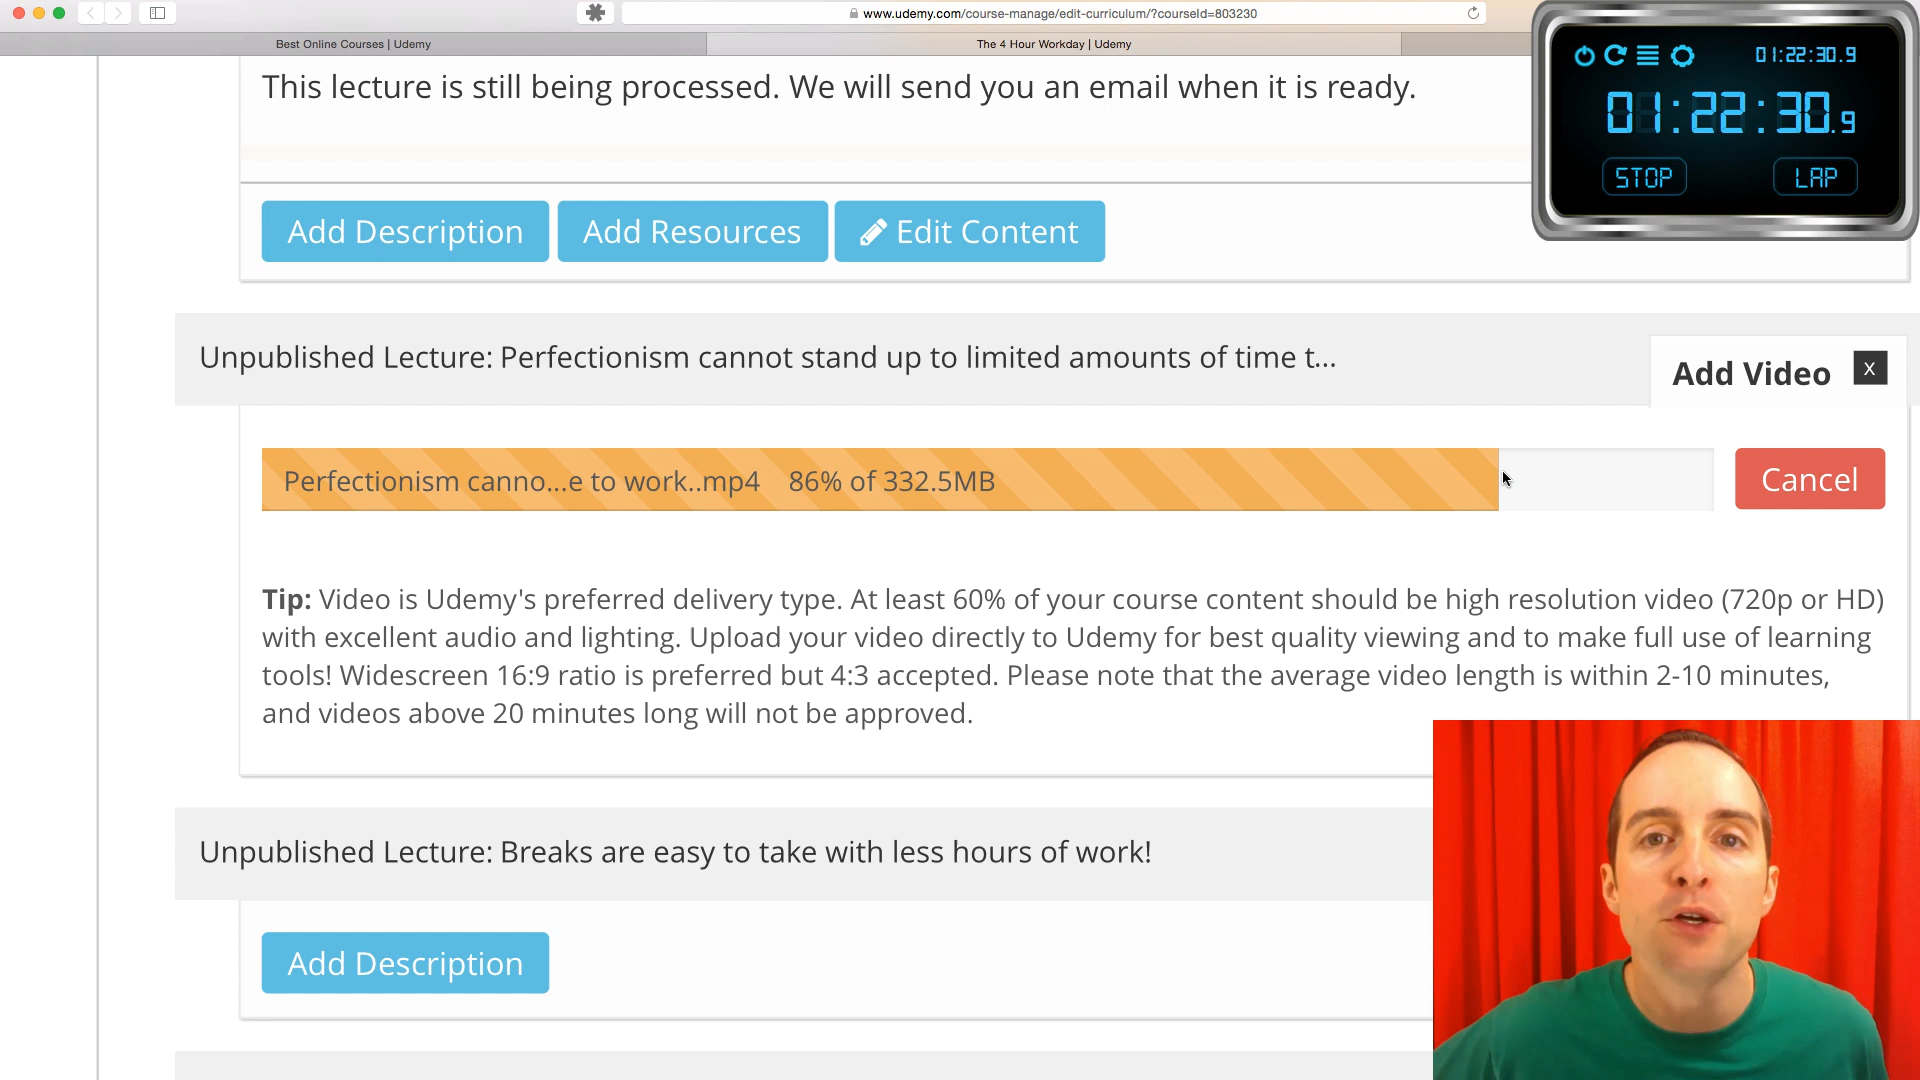 www.udemy.com/course-manage/edit-curriculum/?courseId=803230
Best Online Courses | Udemy
The 4 Hour Workday | Udemy
01:22:30.9
01:22:30.9
STOP
LAP
This lecture is still being processed. We will send you an email when it is ready.
Add Description
Add Resources
Edit Content
Unpublished Lecture: Perfectionism cannot stand up to limited amounts of time t...
Add Video
x
Perfectionism canno...e to work..mp4 86% of 332.5MB
Cancel
Tip: Video is Udemy's preferred delivery type. At least 60% of your course content should be high resolution video (720p or HD)
with excellent audio and lighting. Upload your video directly to Udemy for best quality viewing and to make full use of learning
tools! Widescreen 16:9 ratio is preferred but 4:3 accepted. Please note that the average video length is within 2-10 minutes,
and videos above 20 minutes long will not be approved.
Unpublished Lecture: Breaks are easy to take with less hours of work!
Add Description